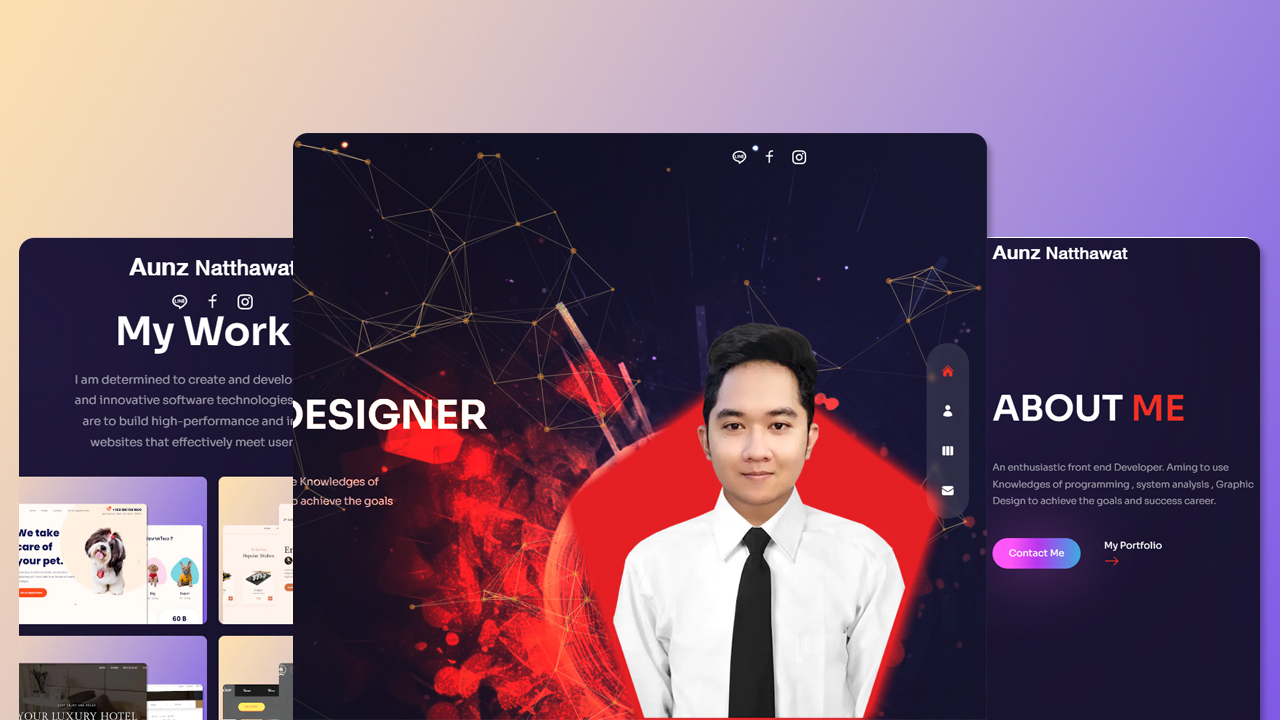 Aunz Natthawat
LINE
My Work
I am determined to create and develo
and innovative software technologies
are to build high-performance and i
websites that effectively meet user
We take
care of
your pet.
60 B
Popular Dishes
YOUR LUXURY HOTEL
LINE
DESIGNER
e Knowledges of
o achieve the goals
Aunz Natthawat
ABOUT ME
An enthusiastic front end Developer. Aming to use
Knowledges of programming , system analysis , Graphic
Design to achieve the goals and success career.
Contact Me
My Portfolio